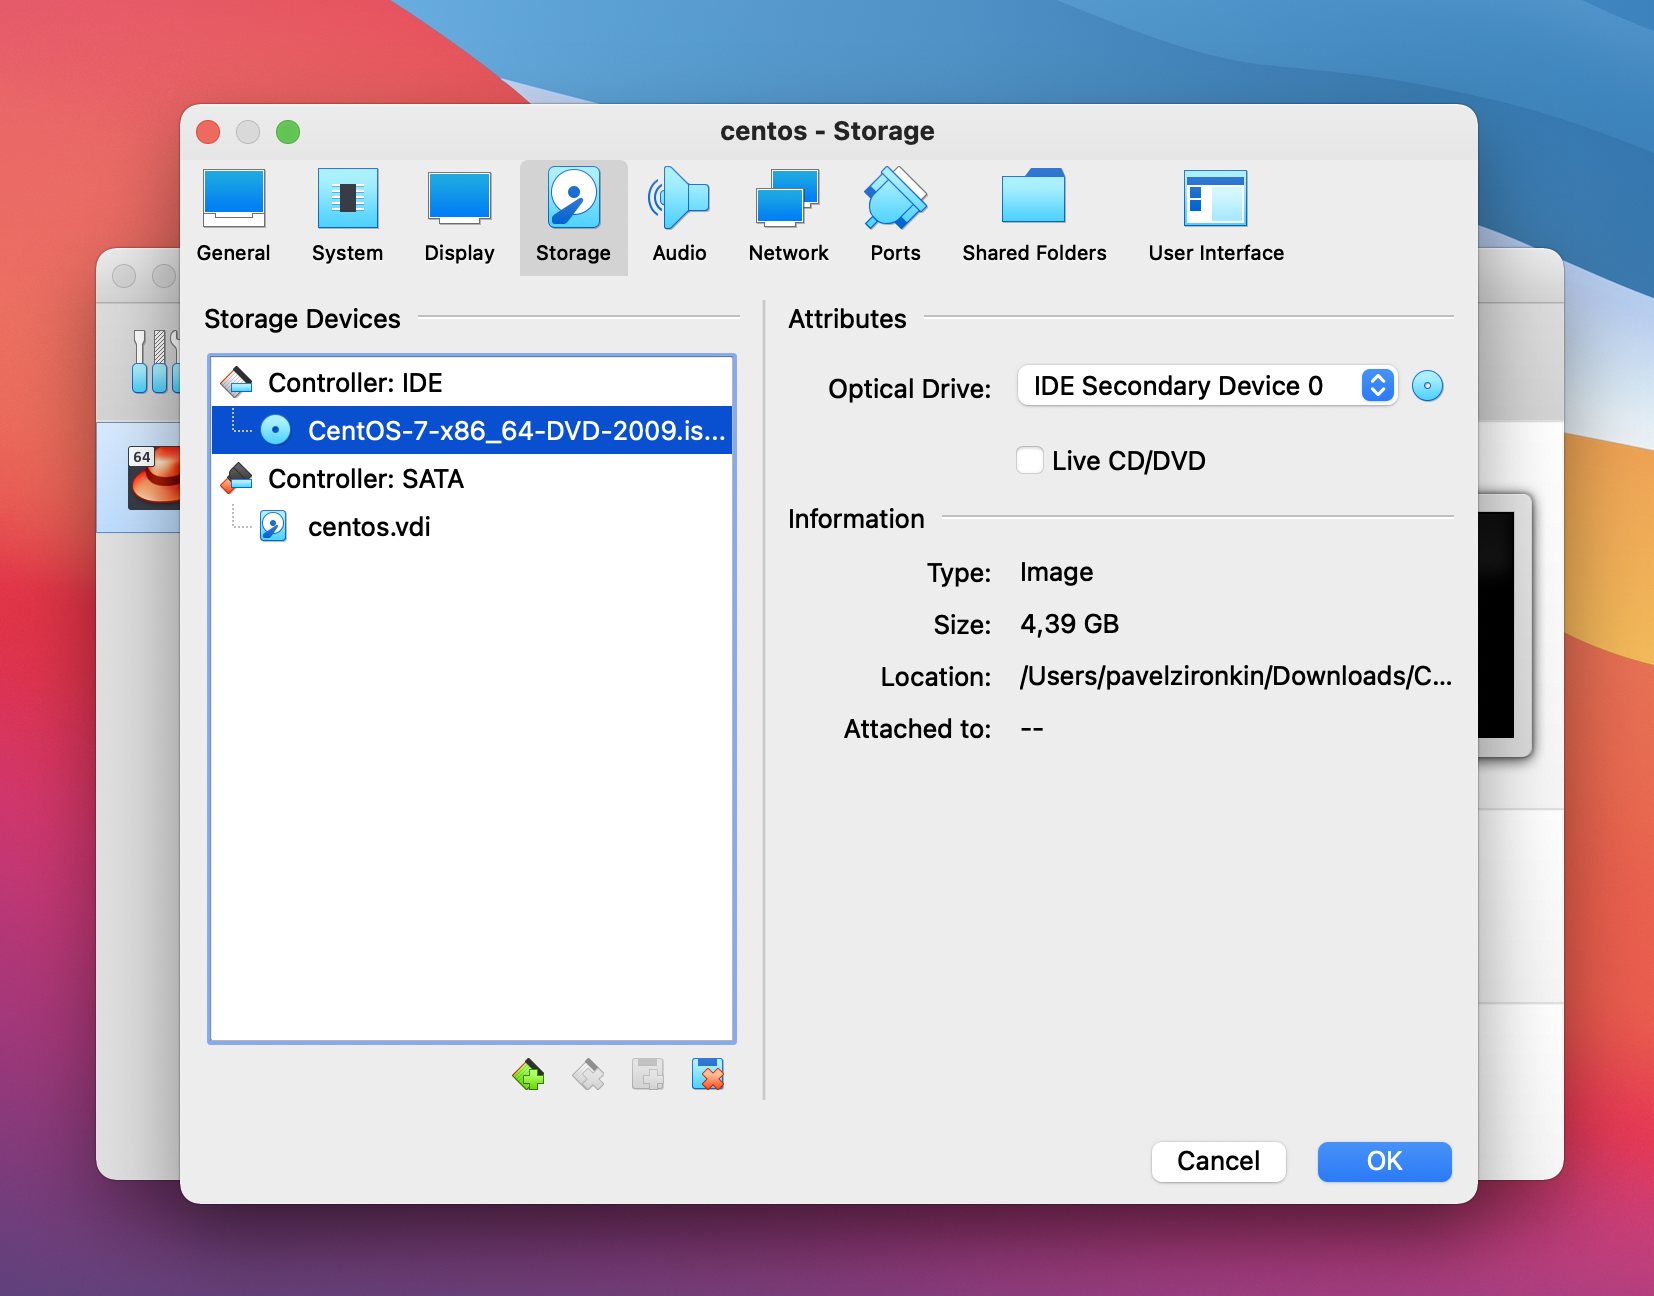 centos - Storage
General System Display Storage Audio Network Ports Shared Folders User Interface
Storage Devices
Controller: IDE
CentOS-7-x86_64-DVD-2009.is...
Controller: SATA
centos.vdi
Attributes
Optical Drive: IDE Secondary Device 0
Live CD/DVD
Information
Type: Image
Size: 4,39 GB
Location: /Users/pavelzironkin/Downloads/C...
Attached to: --
Cancel OK
64